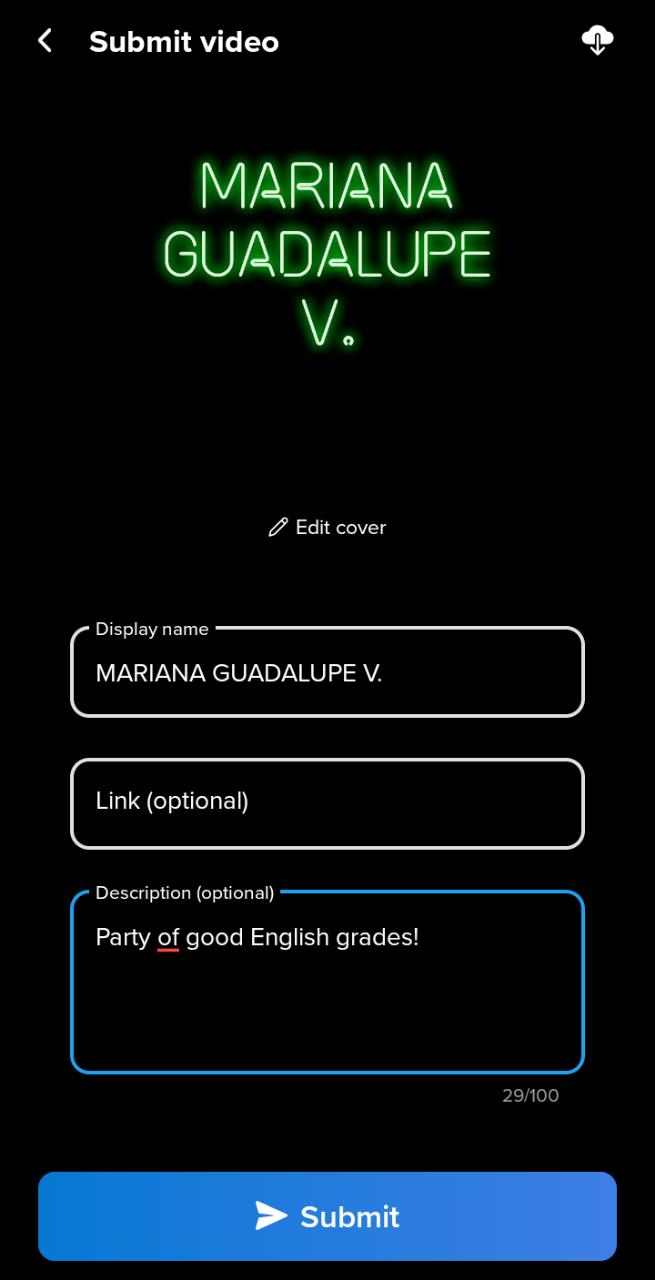 Submit video
MARIANA
GUADALUPE
V.
Edit cover
Display name
MARIANA GUADALUPE V.
Link (optional)
Description (optional)
Party of good English grades!
29/100
Submit